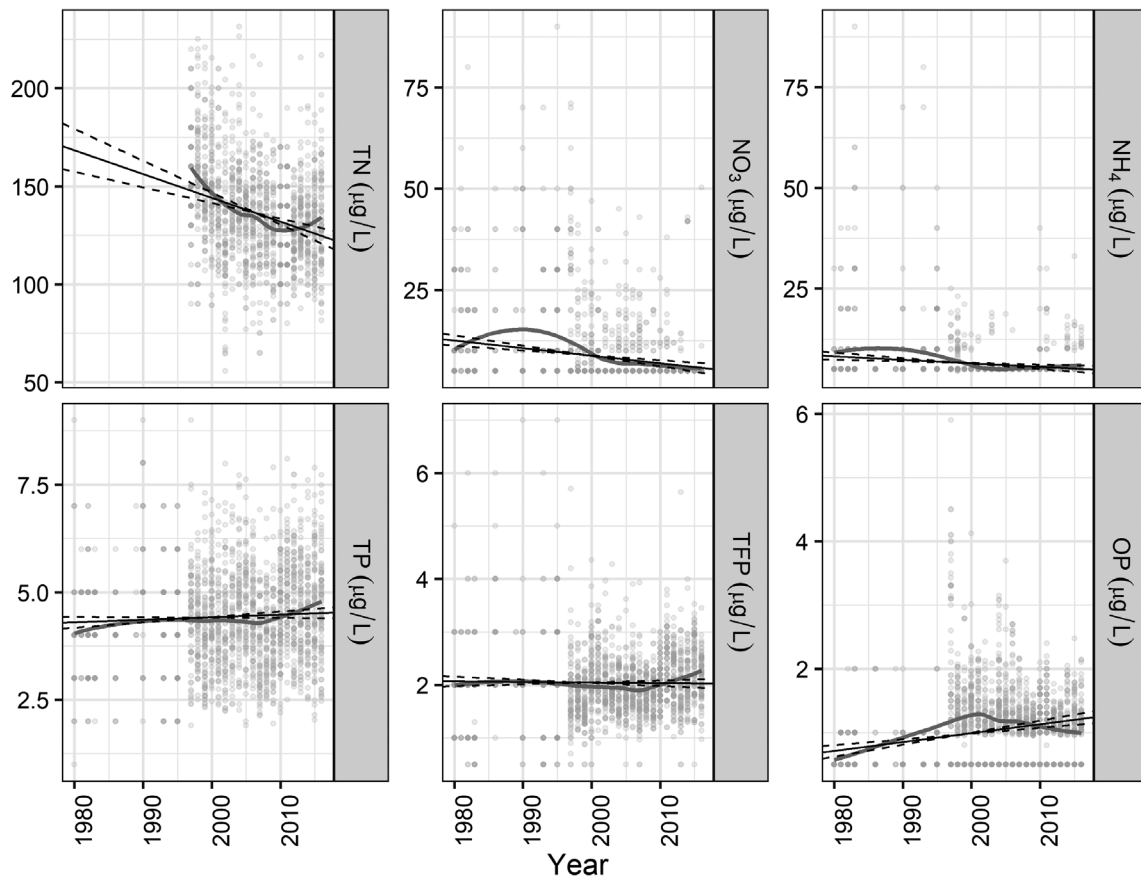 200
150
100
50
TN (μg/L)
75
50
25
NO₃ (μg/L)
75
50
25
NH₄ (μg/L)
7.5
5.0
2.5
TP (μg/L)
6
4
2
TFP (μg/L)
6
4
2
OP (μg/L)
1980 1990 2000 2010
1980 1990 2000 2010
1980 1990 2000 2010
Year